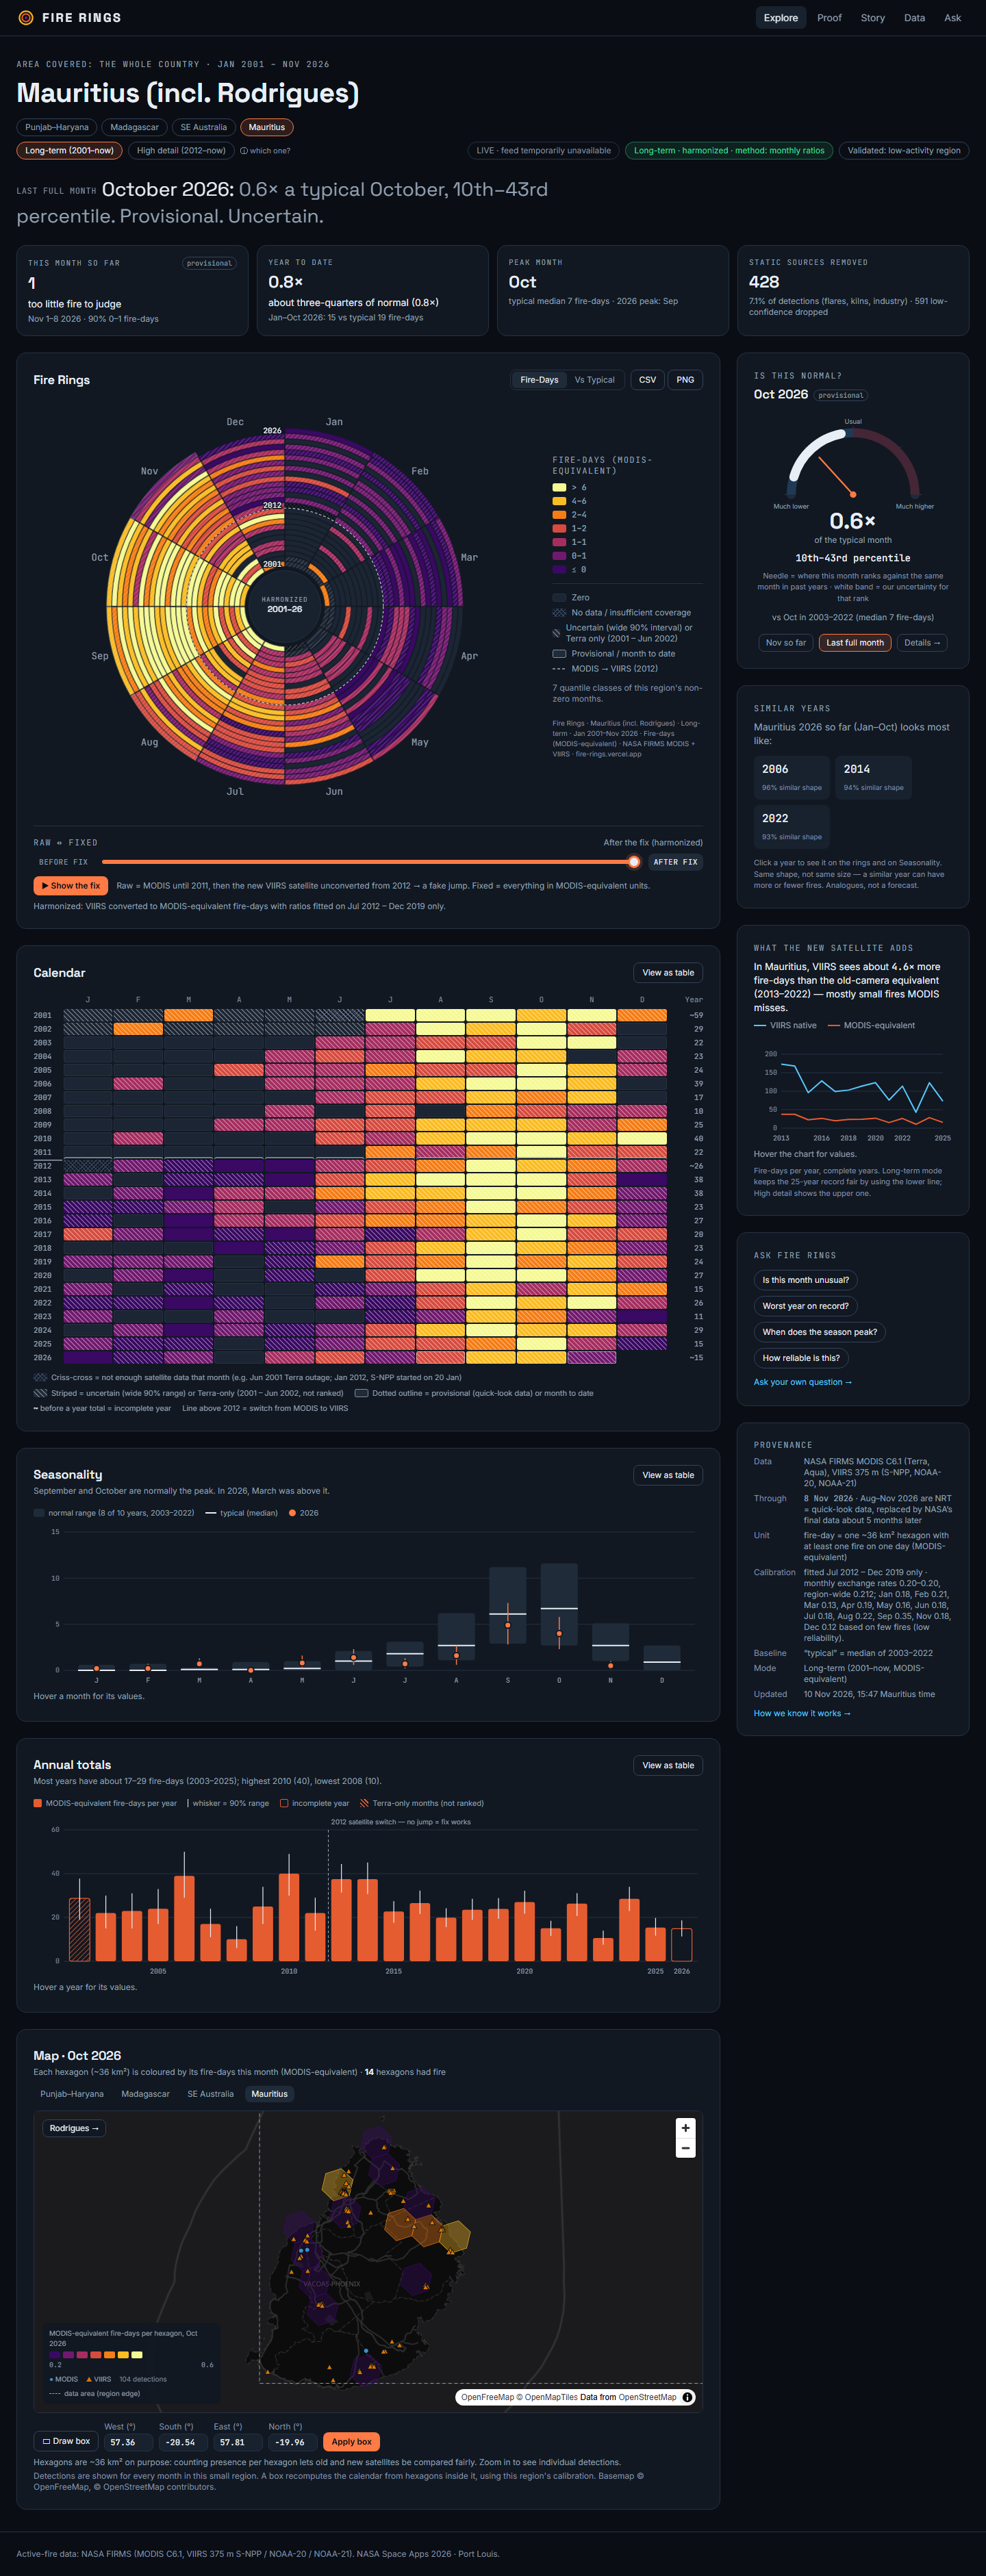 FIRE RINGS
Explore
Proof
Story
Data
Ask
AREA COVERED: THE WHOLE COUNTRY · JAN 2001 – NOV 2026
Mauritius (incl. Rodrigues)
Punjab–Haryana
Madagascar
SE Australia
Mauritius
Long-term (2001–now)
High detail (2012–now)
ⓘ which one?
LIVE · feed temporarily unavailable
Long-term · harmonized · method: monthly ratios
Validated: low-activity region
LAST FULL MONTH October 2026: 0.6× a typical October, 10th–43rd
percentile. Provisional. Uncertain.
THIS MONTH SO FAR
provisional
1
too little fire to judge
Nov 1–8 2026 · 90% 0–1 fire-days
YEAR TO DATE
0.8×
about three-quarters of normal (0.8×)
Jan–Oct 2026: 15 vs typical 19 fire-days
PEAK MONTH
Oct
typical median 7 fire-days · 2026 peak: Sep
STATIC SOURCES REMOVED
428
7.1% of detections (flares, kilns, industry) · 591 low-
confidence dropped
Fire Rings
Fire-Days
Vs Typical
CSV
PNG
Dec
Jan
Nov
Feb
Oct
Mar
Sep
Apr
Aug
May
Jul
Jun
2026
2012
2001
HARMONIZED
2001–26
FIRE-DAYS (MODIS-
EQUIVALENT)
> 6
4–6
2–4
1–2
1–1
0–1
≤ 0
Zero
No data / insufficient coverage
Uncertain (wide 90% interval) or
Terra only (2001 – Jun 2002)
Provisional / month to date
MODIS → VIIRS (2012)
7 quantile classes of this region's non-
zero months.
Fire Rings · Mauritius (incl. Rodrigues) · Long-
term · Jan 2001–Nov 2026 · Fire-days
(MODIS-equivalent) · NASA FIRMS MODIS +
VIIRS · fire-rings.vercel.app
RAW ↔ FIXED
After the fix (harmonized)
BEFORE FIX
AFTER FIX
▶ Show the fix
Raw = MODIS until 2011, then the new VIIRS satellite unconverted from 2012 → a fake jump. Fixed = everything in MODIS-equivalent units.
Harmonized: VIIRS converted to MODIS-equivalent fire-days with ratios fitted on Jul 2012 – Dec 2019 only.
IS THIS NORMAL?
Oct 2026
provisional
Usual
Much lower
Much higher
0.6×
of the typical month
10th–43rd percentile
Needle = where this month ranks against the same
month in past years · white band = our uncertainty for
that rank
vs Oct in 2003–2022 (median 7 fire-days)
Nov so far
Last full month
Details →
SIMILAR YEARS
Mauritius 2026 so far (Jan–Oct) looks most
like:
2006
96% similar shape
2014
94% similar shape
2022
93% similar shape
Click a year to see it on the rings and on Seasonality.
Same shape, not same size — a similar year can have
more or fewer fires. Analogues, not a forecast.
WHAT THE NEW SATELLITE ADDS
In Mauritius, VIIRS sees about 4.6× more
fire-days than the old-camera equivalent
(2013–2022) — mostly small fires MODIS
misses.
VIIRS native
MODIS-equivalent
200
150
100
50
0
2013
2016
2018
2020
2022
2025
Hover the chart for values.
Fire-days per year, complete years. Long-term mode
keeps the 25-year record fair by using the lower line;
High detail shows the upper one.
ASK FIRE RINGS
Is this month unusual?
Worst year on record?
When does the season peak?
How reliable is this?
Ask your own question →
PROVENANCE
Data NASA FIRMS MODIS C6.1 (Terra,
Aqua), VIIRS 375 m (S-NPP, NOAA-
20, NOAA-21)
Through 8 Nov 2026 · Aug–Nov 2026 are NRT
= quick-look data, replaced by NASA's
final data about 5 months later
Unit fire-day = one ~36 km² hexagon with
at least one fire on one day (MODIS-
equivalent)
Calibration fitted Jul 2012 – Dec 2019 only ·
monthly exchange rates 0.20–0.20,
region-wide 0.212; Jan 0.18, Feb 0.21,
Mar 0.13, Apr 0.19, May 0.16, Jun 0.18,
Jul 0.18, Aug 0.22, Sep 0.35, Nov 0.18,
Dec 0.12 based on few fires (low
reliability).
Baseline "typical" = median of 2003–2022
Mode Long-term (2001–now, MODIS-
equivalent)
Updated 10 Nov 2026, 15:47 Mauritius time
How we know it works →
Calendar
View as table
J F M A M J J A S O N D Year
2001 ~59
2002 29
2003 22
2004 23
2005 24
2006 39
2007 17
2008 10
2009 25
2010 40
2011 22
2012 ~26
2013 38
2014 38
2015 23
2016 27
2017 20
2018 23
2019 24
2020 27
2021 15
2022 26
2023 11
2024 29
2025 15
2026 ~15
Criss-cross = not enough satellite data that month (e.g. Jun 2001 Terra outage; Jan 2012, S-NPP started on 20 Jan)
Striped = uncertain (wide 90% range) or Terra-only (2001 – Jun 2002, not ranked)
Dotted outline = provisional (quick-look data) or month to date
~ before a year total = incomplete year
Line above 2012 = switch from MODIS to VIIRS
Seasonality
View as table
September and October are normally the peak. In 2026, March was above it.
normal range (8 of 10 years, 2003–2022)
typical (median)
2026
15
10
5
0
J F M A M J J A S O N D
Hover a month for its values.
Annual totals
View as table
Most years have about 17–29 fire-days (2003–2025); highest 2010 (40), lowest 2008 (10).
MODIS-equivalent fire-days per year
whisker = 90% range
incomplete year
Terra-only months (not ranked)
2012 satellite switch — no jump = fix works
60
40
20
0
2005
2010
2015
2020
2025
2026
Hover a year for its values.
Map · Oct 2026
Each hexagon (~36 km²) is coloured by its fire-days this month (MODIS-equivalent) · 14 hexagons had fire
Punjab–Haryana
Madagascar
SE Australia
Mauritius
Rodrigues →
+
−
VACOAS-PHOENIX
MODIS-equivalent fire-days per hexagon, Oct
2026
0.2
0.6
MODIS
VIIRS
104 detections
data area (region edge)
OpenFreeMap © OpenMapTiles Data from OpenStreetMap
Draw box
West (°)
57.36
South (°)
-20.54
East (°)
57.81
North (°)
-19.96
Apply box
Hexagons are ~36 km² on purpose: counting presence per hexagon lets old and new satellites be compared fairly. Zoom in to see individual detections.
Detections are shown for every month in this small region. A box recomputes the calendar from hexagons inside it, using this region's calibration. Basemap ©
OpenFreeMap, © OpenStreetMap contributors.
Active-fire data: NASA FIRMS (MODIS C6.1, VIIRS 375 m S-NPP / NOAA-20 / NOAA-21). NASA Space Apps 2026 · Port Louis.